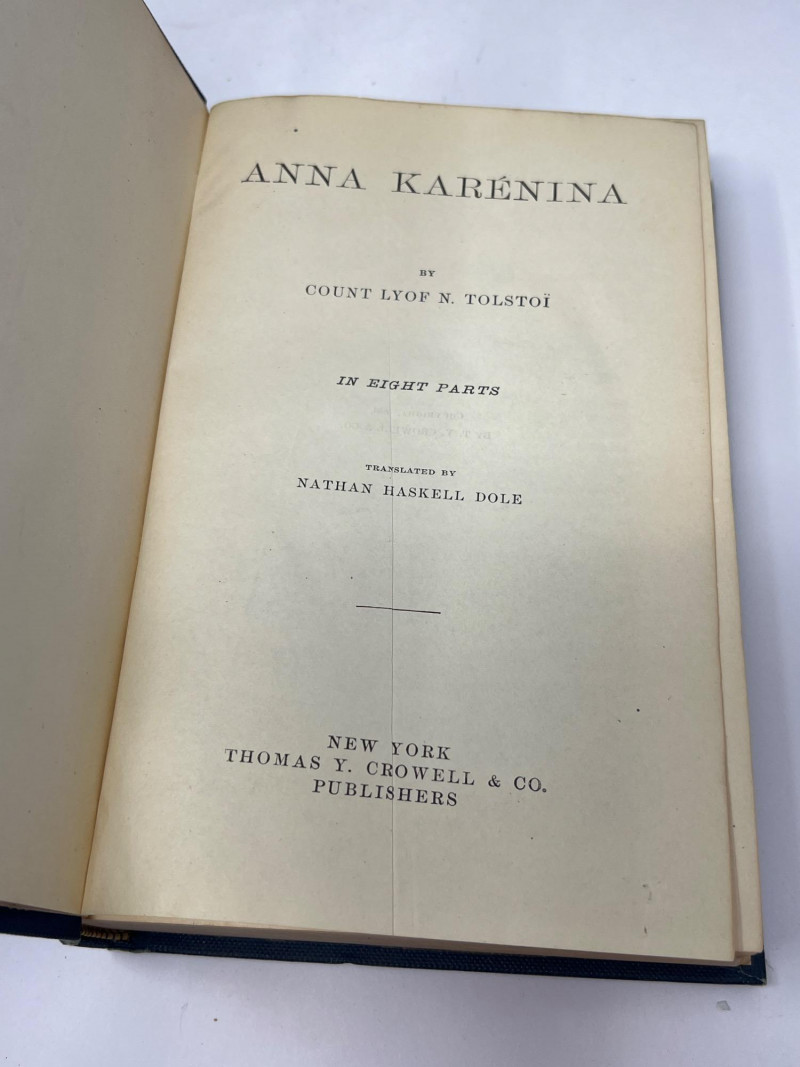 ANNA KARÉNINA
BY
COUNT LYOF N. TOLSTOÏ
IN EIGHT PARTS
TRANSLATED BY
NATHAN HASKELL DOLE
NEW YORK
THOMAS Y. CROWELL & CO.
PUBLISHERS